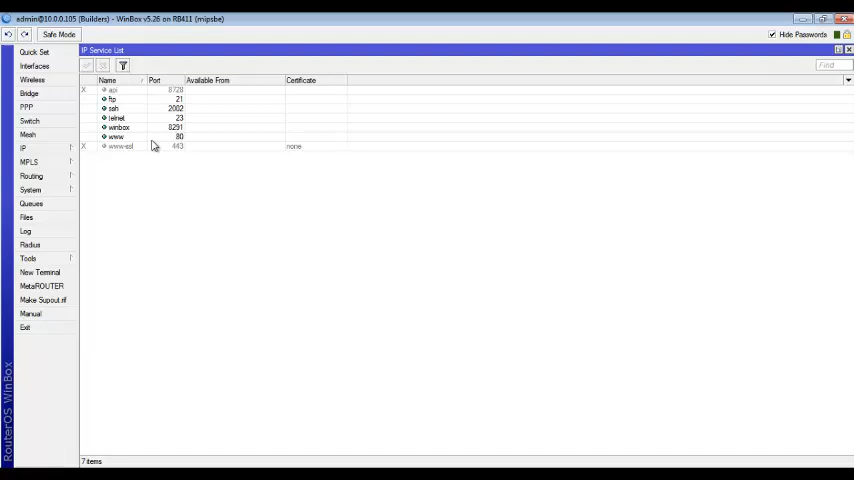 admin@10.0.0.105 (Builders) - WinBox v5.26 on RB411 (mipsbe)
Safe Mode
Hide Passwords
Quick Set
Interfaces
Wireless
Bridge
PPP
Switch
Mesh
IP
MPLS
Routing
System
Queues
Files
Log
Radius
Tools
New Terminal
MetaROUTER
Make Supout.rif
Manual
Exit
RouterOS WinBox
IP Service List
Find
Name Port Available From Certificate
X api 8728
ftp 21
ssh 2002
telnet 23
winbox 8291
www 80
X www-ssl 443 none
7 items